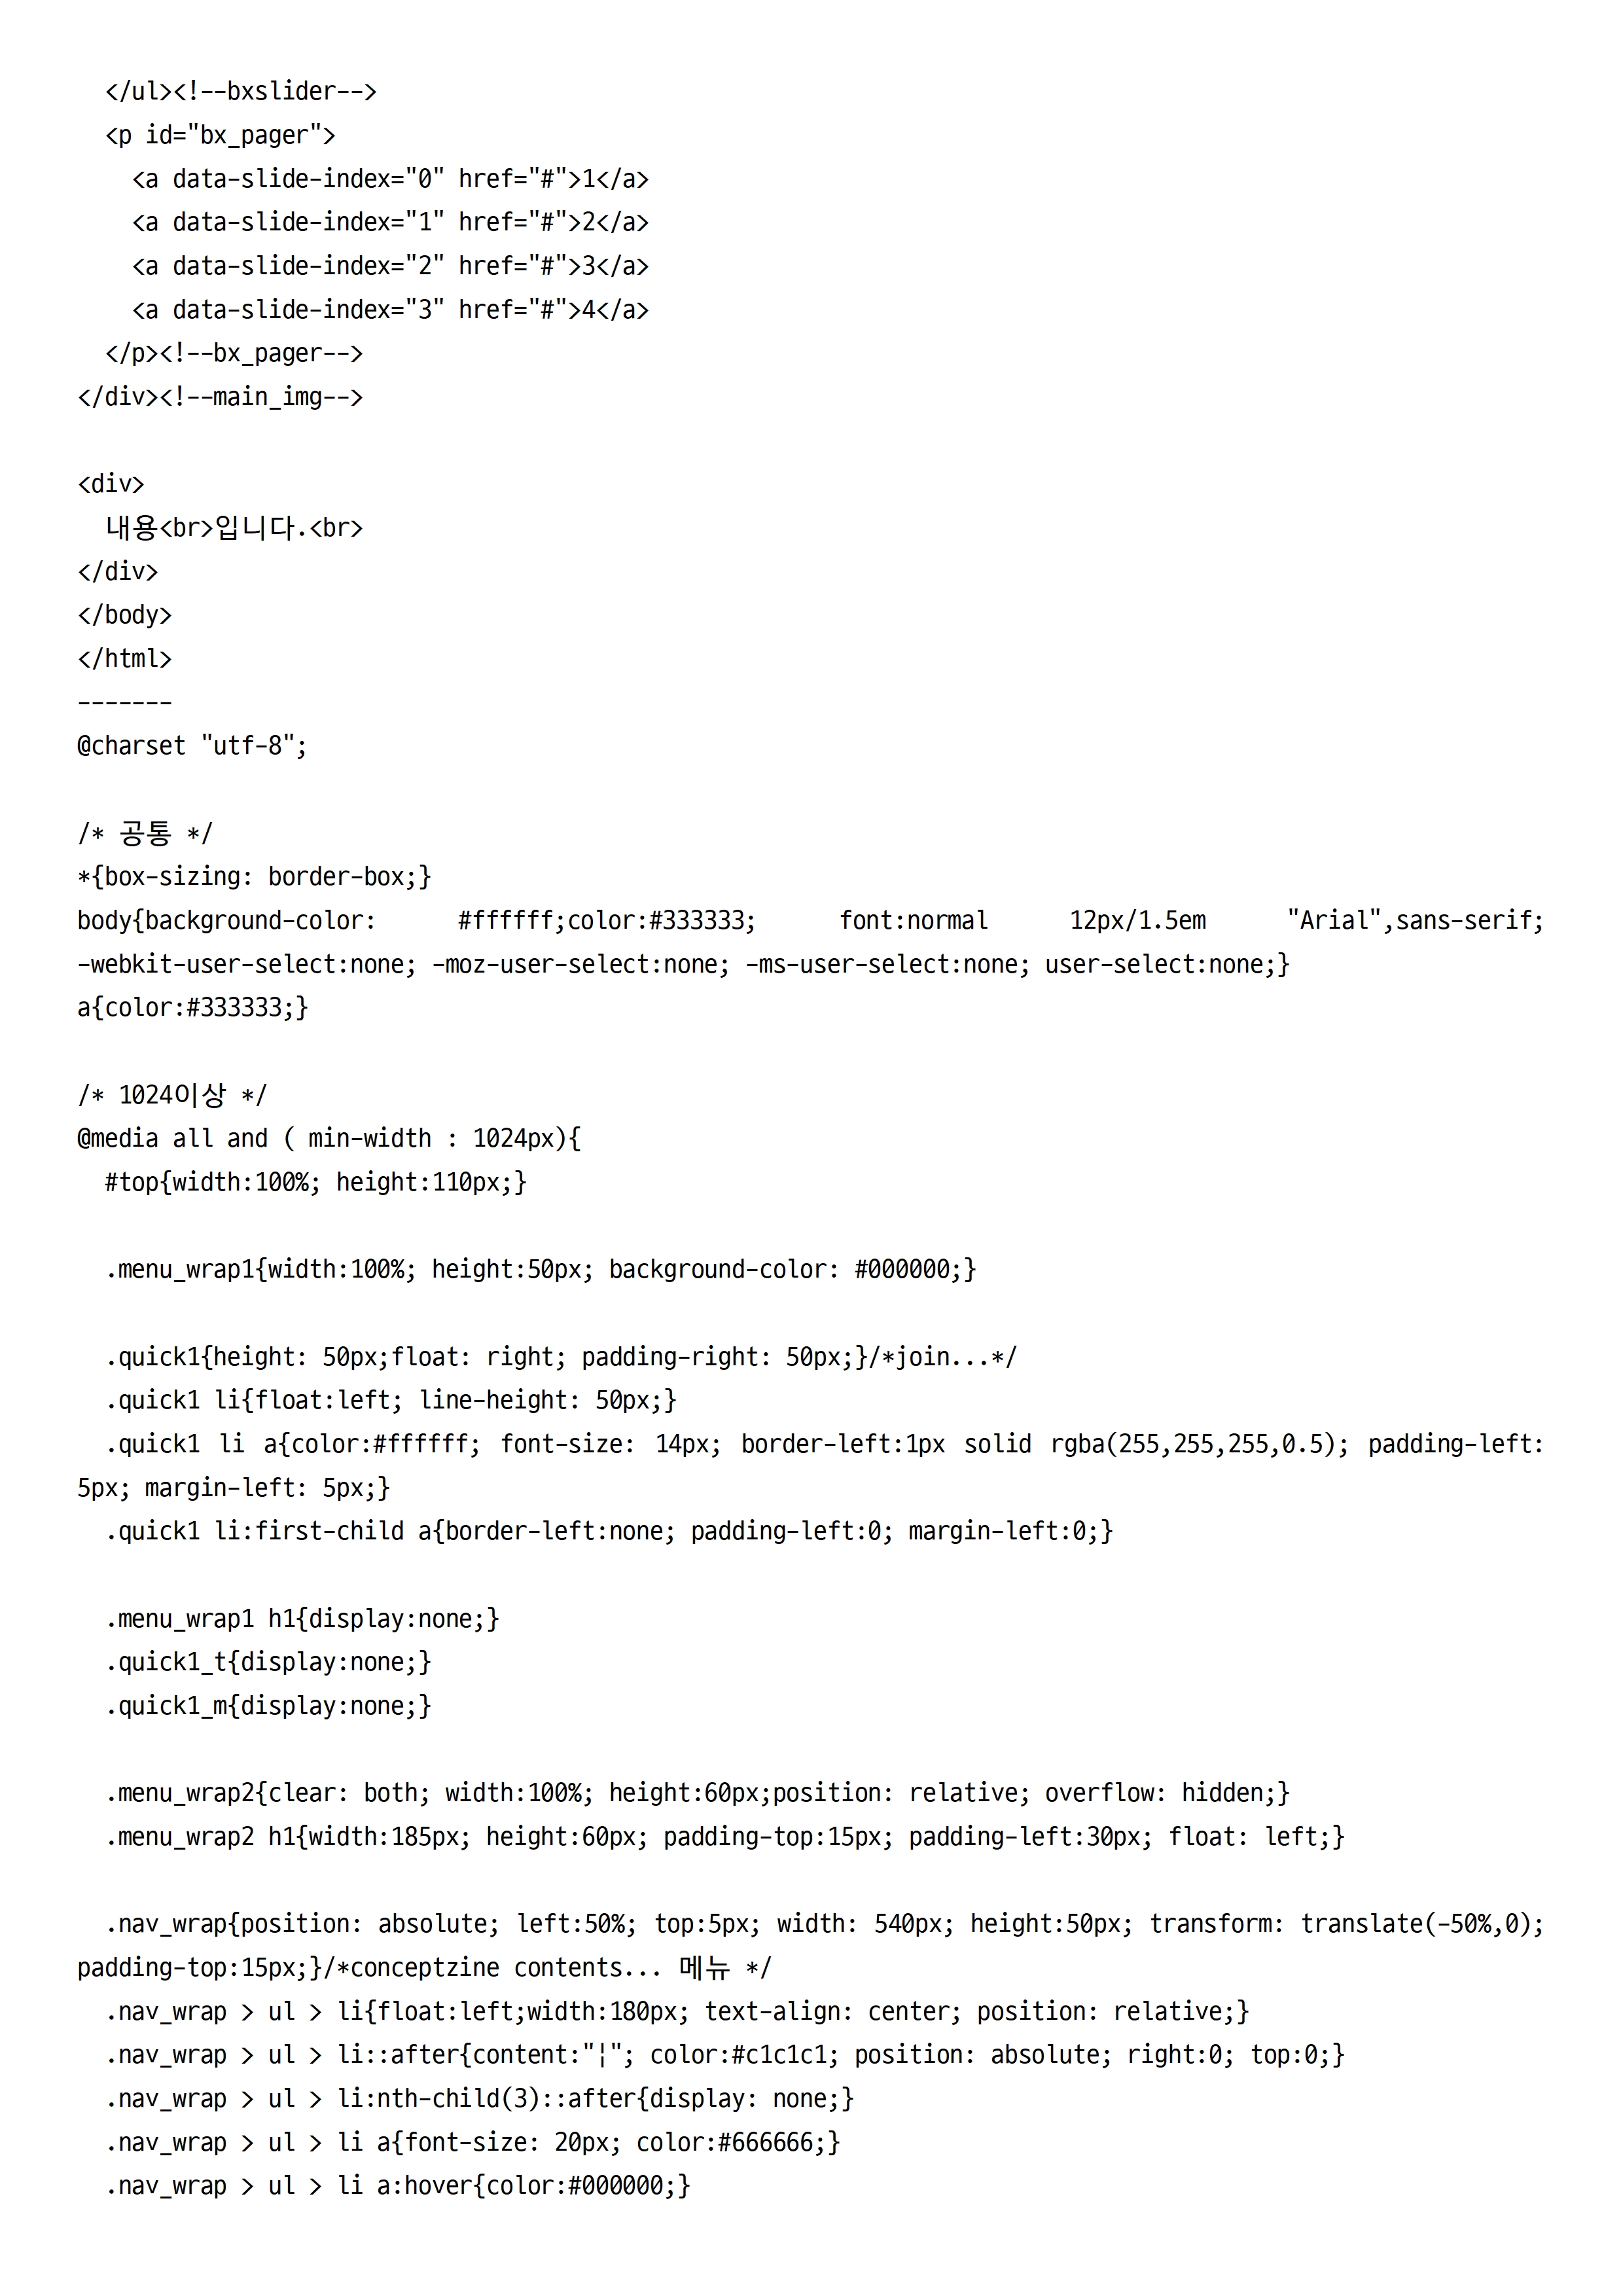 </ul><!--bxslider-->
<p id="bx_pager">
<a data-slide-index="0" href="#">1</a>
<a data-slide-index="1" href="#">2</a>
<a data-slide-index="2" href="#">3</a>
<a data-slide-index="3" href="#">4</a>
</p><!--bx_pager-->
</div><!--main_img-->
<div>
내용<br>입니다.<br>
</div>
</body>
</html>
-------
@charset "utf-8";
/* 공통 */
*{box-sizing: border-box;}
body{background-color: #ffffff;color:#333333; font:normal 12px/1.5em "Arial",sans-serif;
-webkit-user-select:none; -moz-user-select:none; -ms-user-select:none; user-select:none;}
a{color:#333333;}
/* 1024이상 */
@media all and ( min-width : 1024px){
#top{width:100%; height:110px;}
.menu_wrap1{width:100%; height:50px; background-color: #000000;}
.quick1{height: 50px;float: right; padding-right: 50px;}/*join...*/
.quick1 li{float:left; line-height: 50px;}
.quick1 li a{color:#ffffff; font-size: 14px; border-left:1px solid rgba(255,255,255,0.5); padding-left:
5px; margin-left: 5px;}
.quick1 li:first-child a{border-left:none; padding-left:0; margin-left:0;}
.menu_wrap1 h1{display:none;}
.quick1_t{display:none;}
.quick1_m{display:none;}
.menu_wrap2{clear: both; width:100%; height:60px;position: relative; overflow: hidden;}
.menu_wrap2 h1{width:185px; height:60px; padding-top:15px; padding-left:30px; float: left;}
.nav_wrap{position: absolute; left:50%; top:5px; width: 540px; height:50px; transform: translate(-50%,0);
padding-top:15px;}/*conceptzine contents... 메뉴 */
.nav_wrap > ul > li{float:left;width:180px; text-align: center; position: relative;}
.nav_wrap > ul > li::after{content:"¦"; color:#c1c1c1; position: absolute; right:0; top:0;}
.nav_wrap > ul > li:nth-child(3)::after{display: none;}
.nav_wrap > ul > li a{font-size: 20px; color:#666666;}
.nav_wrap > ul > li a:hover{color:#000000;}